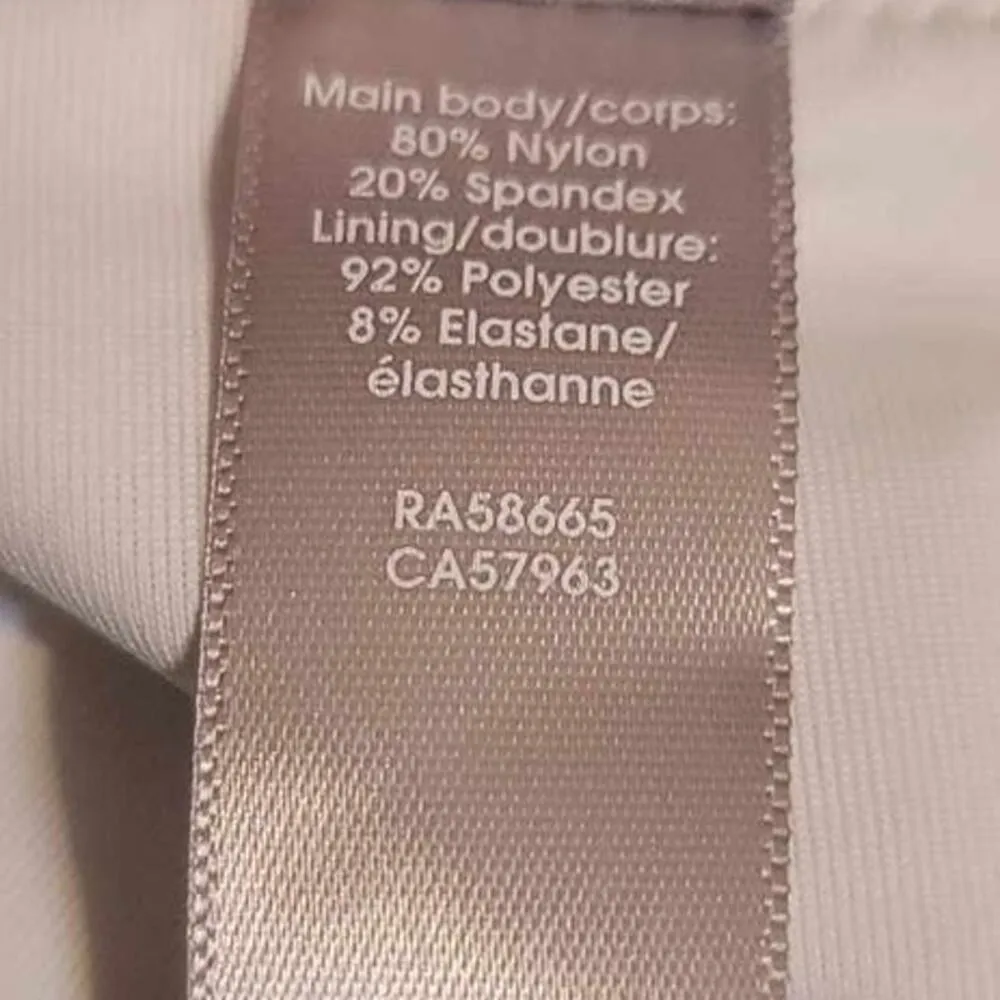 Main body/corps:
80% Nylon
20% Spandex
Lining/doublure:
92% Polyester
8% Elastane/
élasthanne
RA58665
CA57963